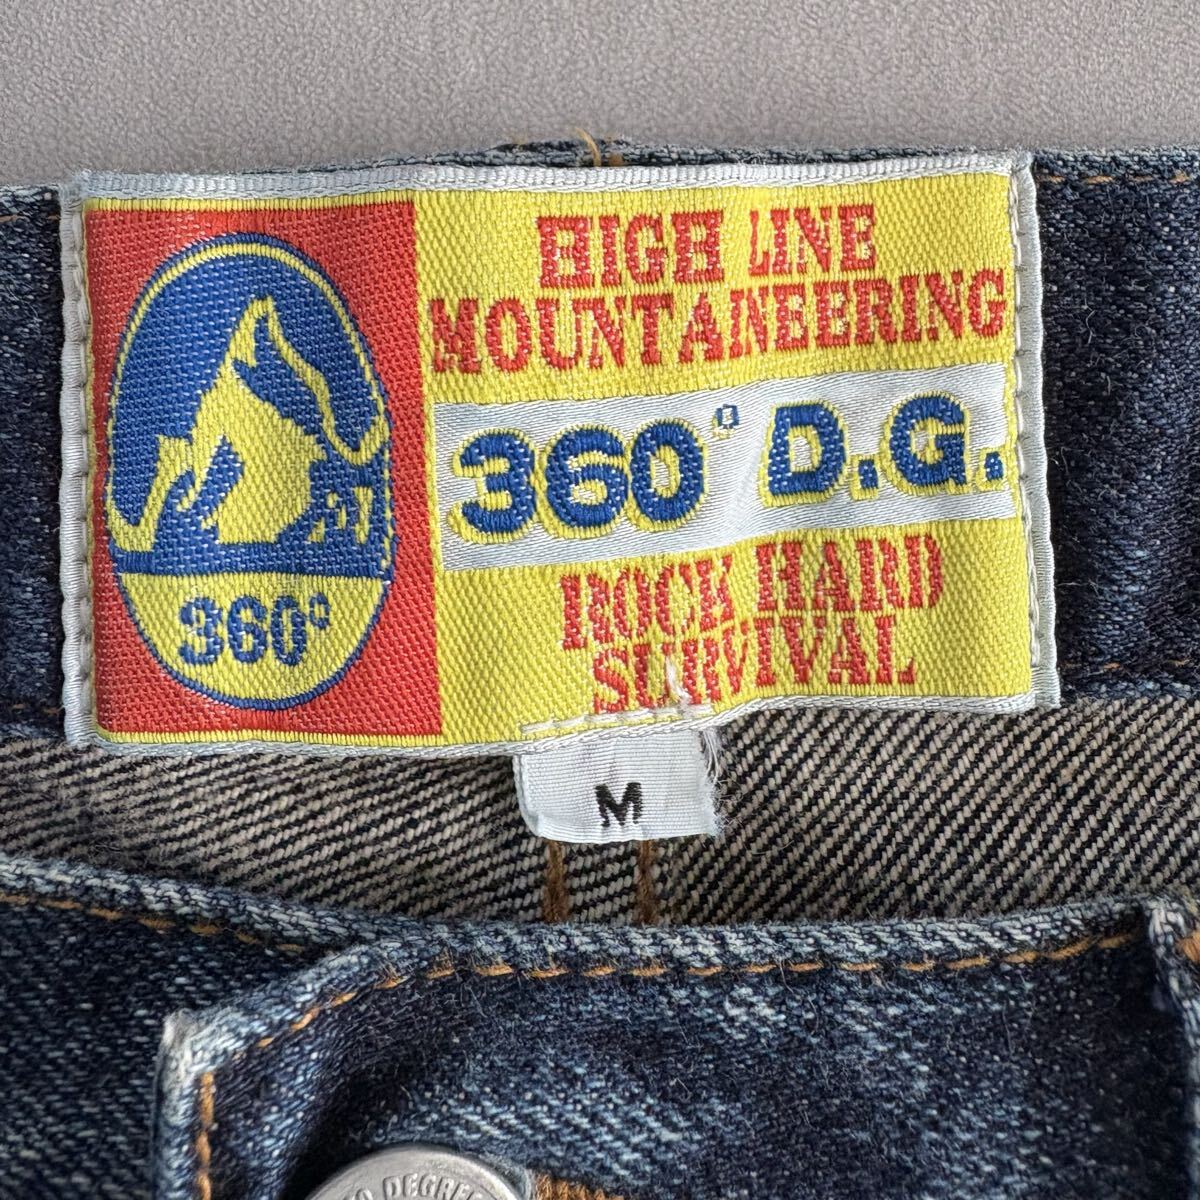 HIGH LINE
MOUNTAINEERING
360° D.G.
ROCK HARD
SURVIVAL
360°
M